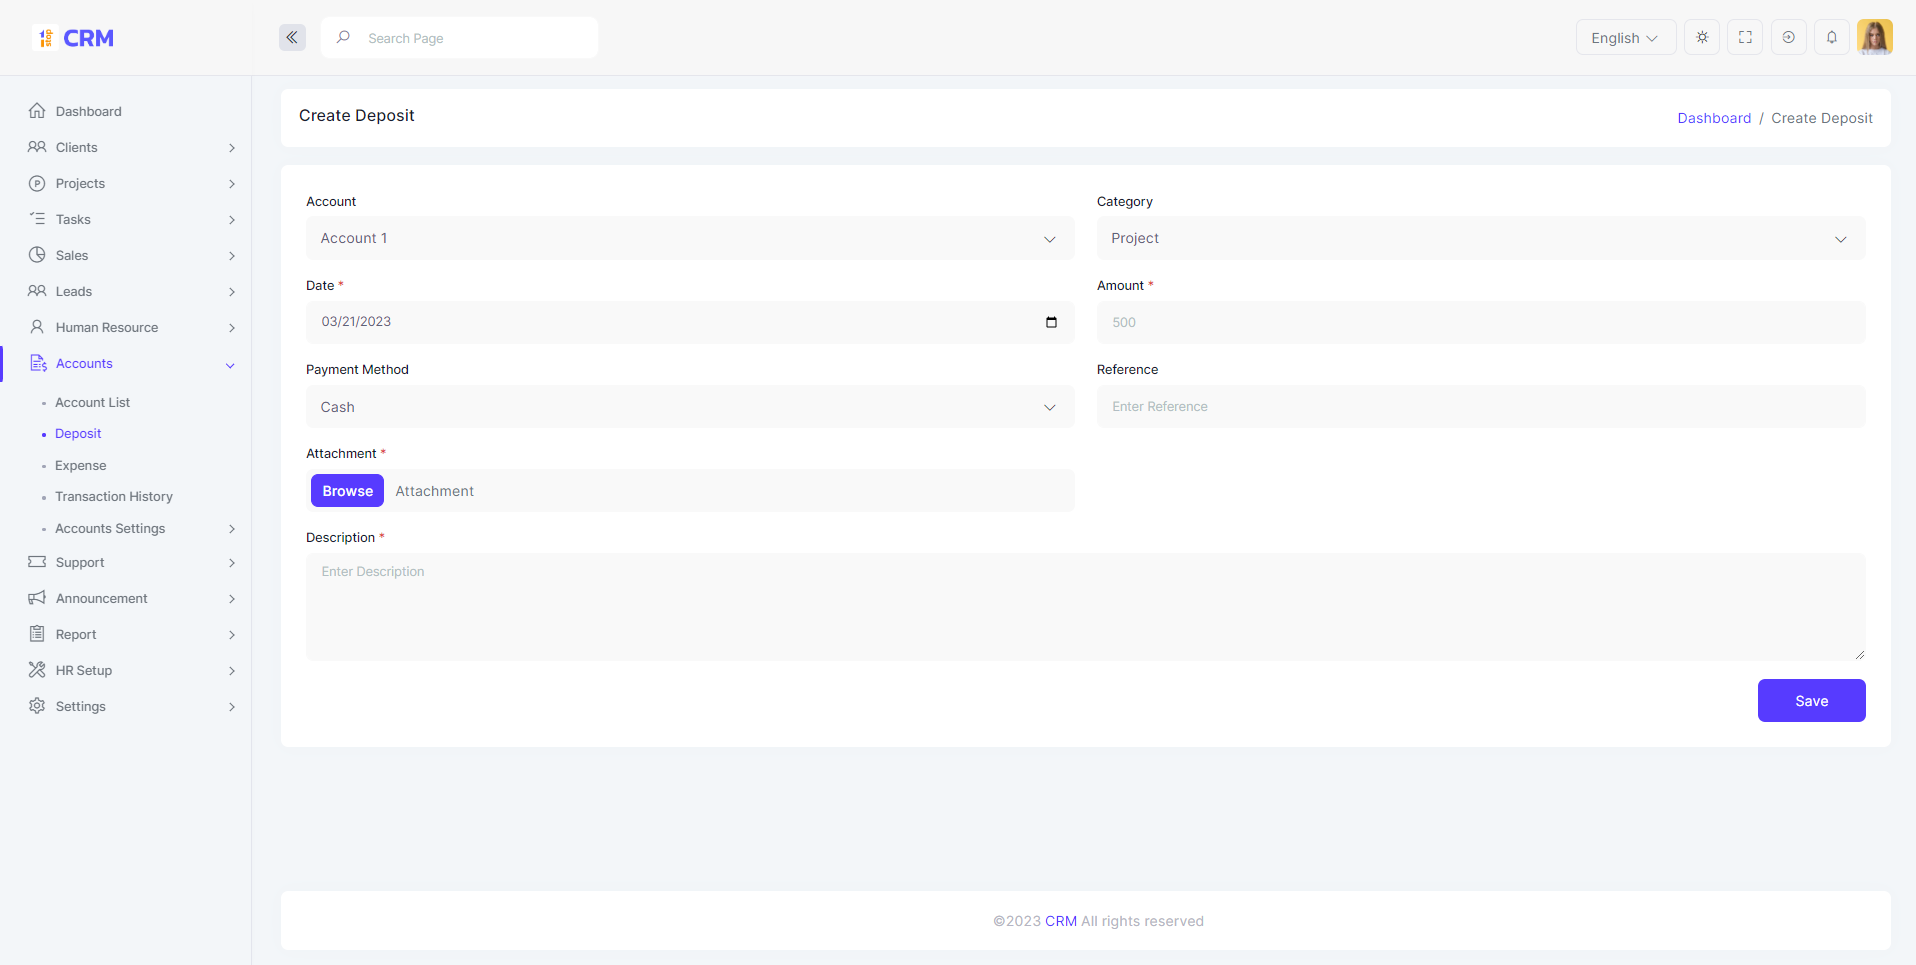 1 stop CRM
Search Page
English
Dashboard
Clients
Projects
Tasks
Sales
Leads
Human Resource
Accounts
Account List
Deposit
Expense
Transaction History
Accounts Settings
Support
Announcement
Report
HR Setup
Settings
Create Deposit
Dashboard / Create Deposit
Account
Account 1
Category
Project
Date *
03/21/2023
Amount *
500
Payment Method
Cash
Reference
Enter Reference
Attachment *
Browse Attachment
Description *
Enter Description
Save
©2023 CRM All rights reserved